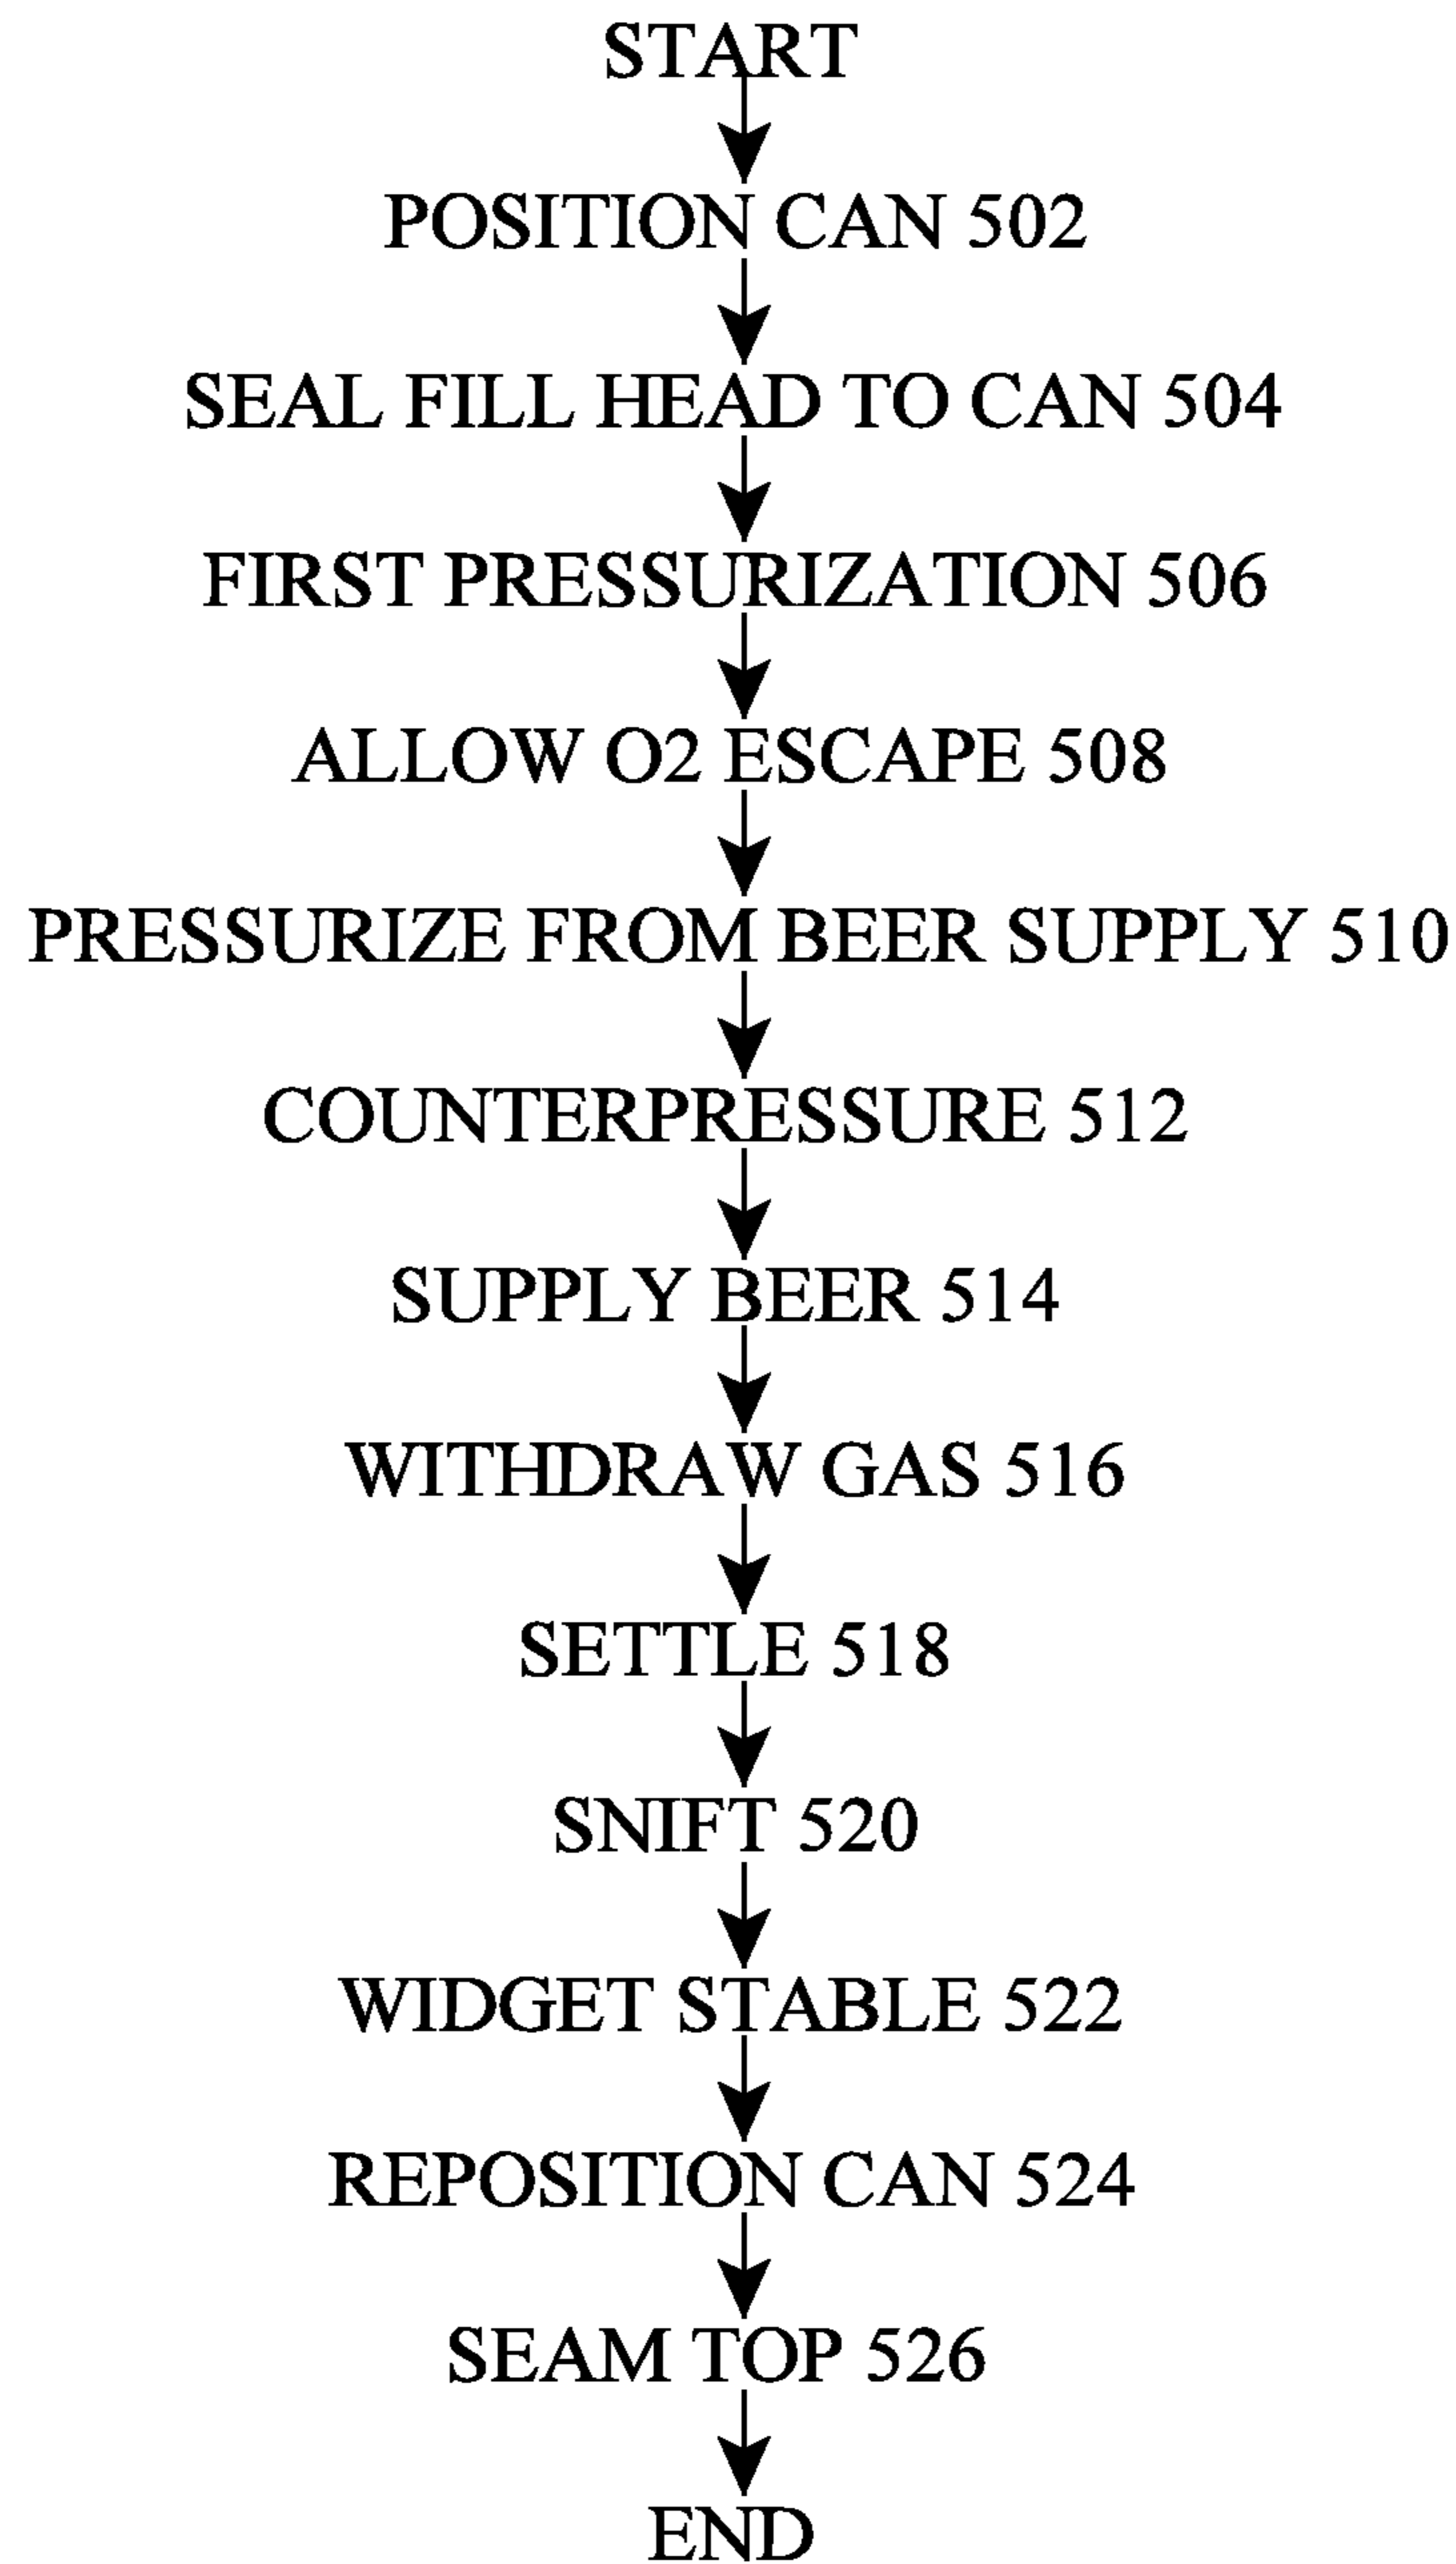 START
POSITION CAN 502
SEAL FILL HEAD TO CAN 504
FIRST PRESSURIZATION 506
ALLOW O2 ESCAPE 508
PRESSURIZE FROM BEER SUPPLY 510
COUNTERPRESSURE 512
SUPPLY BEER 514
WITHDRAW GAS 516
SETTLE 518
SNIFT 520
WIDGET STABLE 522
REPOSITION CAN 524
SEAM TOP 526
END